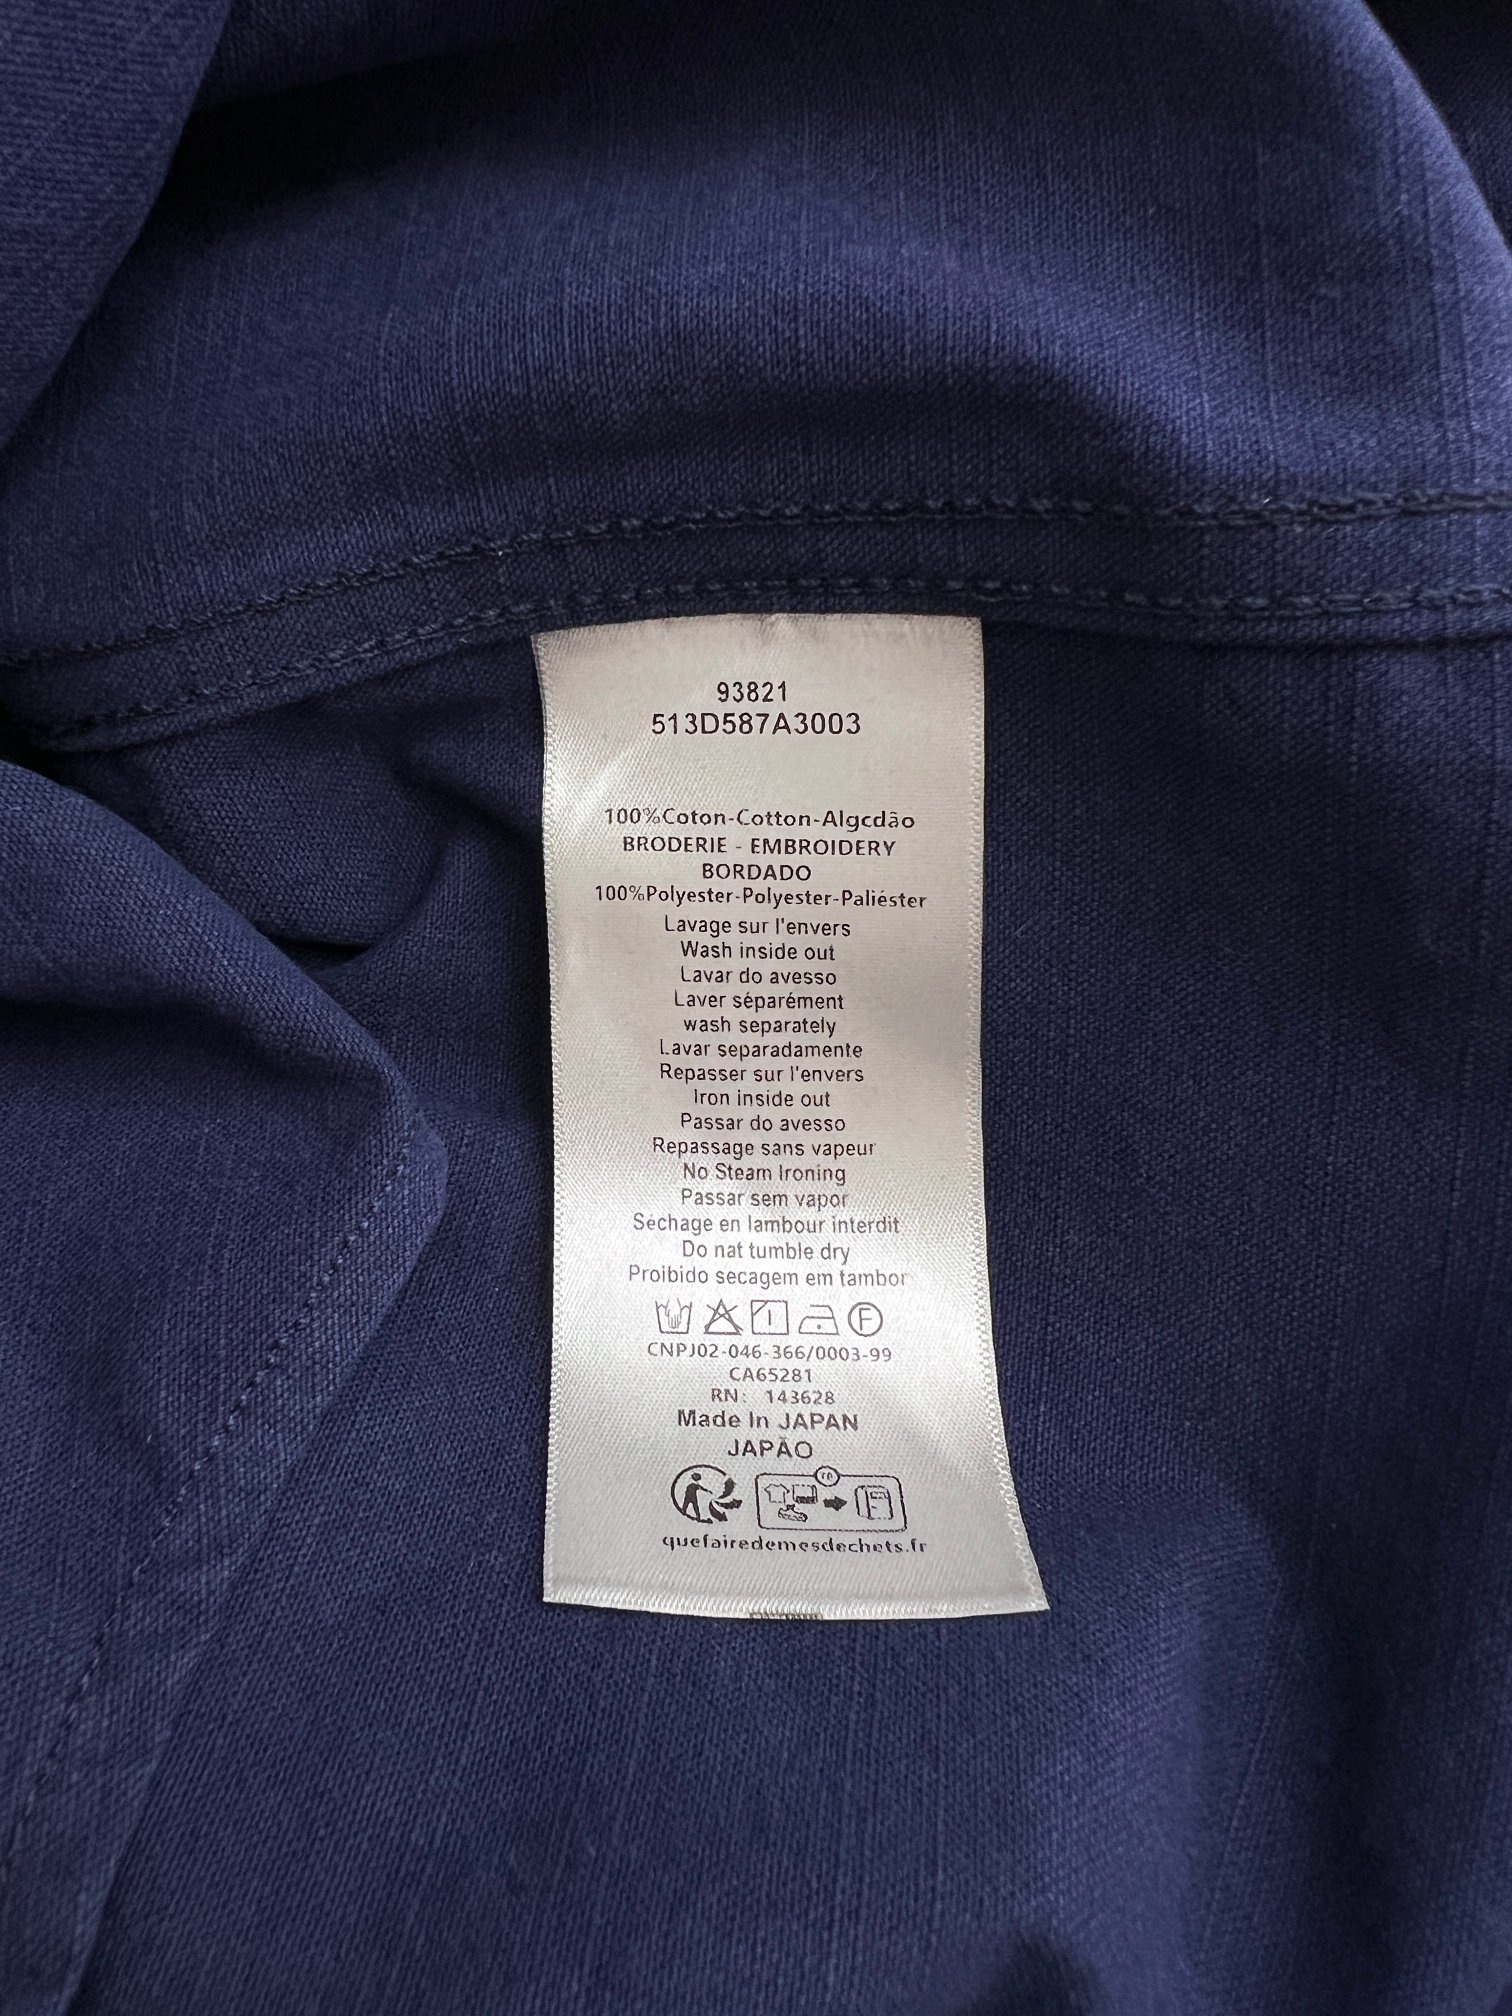 93821
513D587A3003
100%Coton-Cotton-Algcdão
BRODERIE - EMBROIDERY
BORDADO
100%Polyester-Polyester-Paliéster
Lavage sur l'envers
Wash inside out
Lavar do avesso
Laver séparément
wash separately
Lavar separadamente
Repasser sur l'envers
Iron inside out
Passar do avesso
Repassage sans vapeur
No Steam Ironing
Passar sem vapor
Séchage en lambour interdit
Do nat tumble dry
Proibido secagem em tambor
F
CNPJ02-046-366/0003-99
CA65281
RN: 143628
Made In JAPAN
JAPÃO
quefairedemesdechets.fr